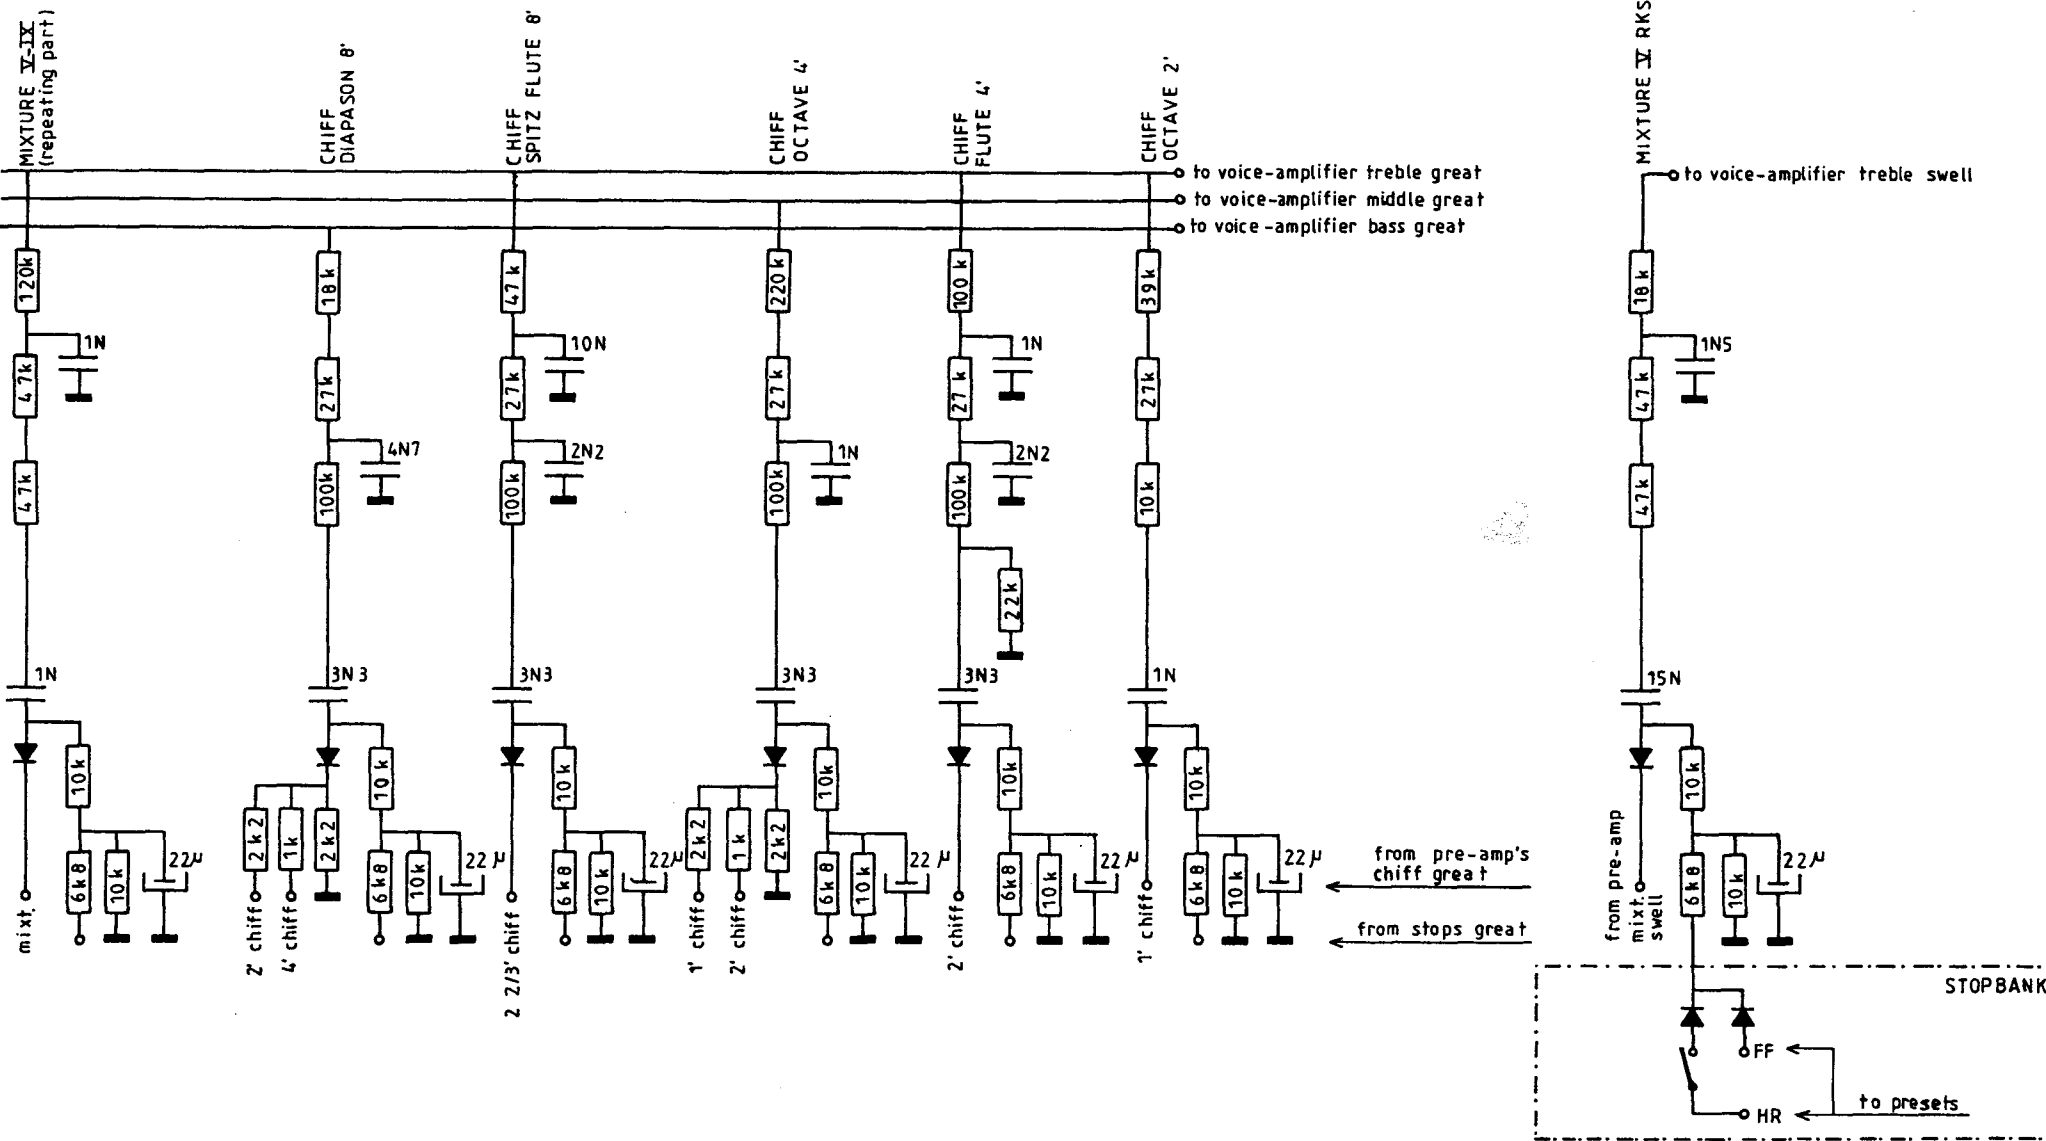 MIXTURE V-IX
(repeating part)
CHIFF
DIAPASON 8'
CHIFF
SPITZ FLUTE 8'
CHIFF
OCTAVE 4'
CHIFF
FLUTE 4'
CHIFF
OCTAVE 2'
MIXTURE V RKS
to voice-amplifier treble great
to voice-amplifier middle great
to voice-amplifier bass great
to voice-amplifier treble swell
120k
18k
47k
220k
100k
39k
18k
1N
10N
1N
1N5
47k
27k
27k
27k
27k
27k
47k
4N7
2N2
1N
2N2
47k
100k
100k
100k
100k
10k
47k
22k
1N
3N3
3N3
3N3
3N3
1N
15N
10k
10k
10k
10k
10k
10k
10k
2k2
1k
2k2
2k2
1k
2k2
6k8
10k
22µ
6k8
10k
22µ
6k8
10k
22µ
6k8
10k
22µ
6k8
10k
22µ
6k8
10k
22µ
6k8
10k
22µ
mixt.
2' chiff
4' chiff
2 2/3' chiff
1' chiff
2' chiff
2' chiff
1' chiff
from pre-amp's
chiff great
from stops great
from pre-amp
mixt.
swell
STOPBANK
FF
HR
to presets